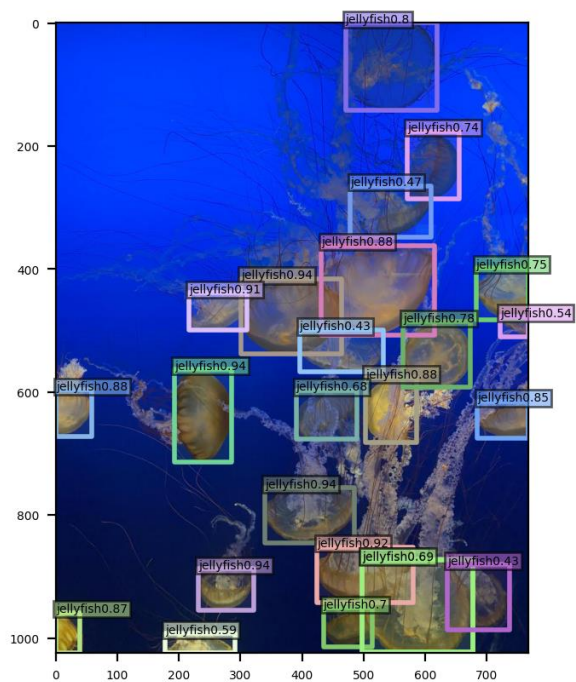 0
jellyfish0.8
jellyfish0.74
200
jellyfish0.47
jellyfish0.88
400
jellyfish0.75
jellyfish0.94
jellyfish0.91
jellyfish0.54
jellyfish0.78
jellyfish0.43
jellyfish0.94
jellyfish0.88
600
jellyfish0.88
jellyfish0.68
jellyfish0.85
jellyfish0.94
800
jellyfish0.92
jellyfish0.69
jellyfish0.94
jellyfish0.43
jellyfish0.87
jellyfish0.7
jellyfish0.59
1000
0 100 200 300 400 500 600 700